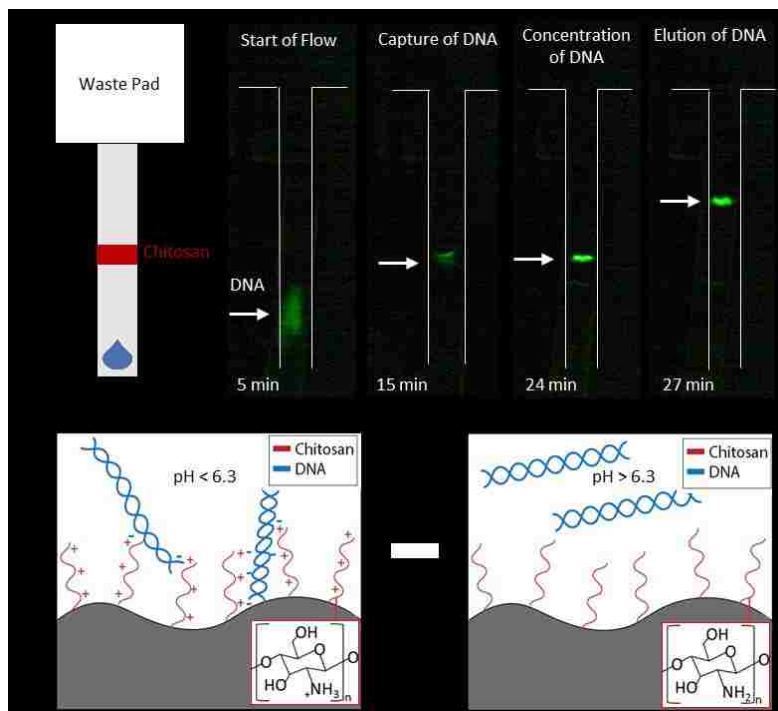 Waste Pad
Chitosan
Start of Flow
DNA
5 min
Capture of DNA
15 min
Concentration
of DNA
24 min
Elution of DNA
27 min
Chitosan
DNA
pH < 6.3
+ + + + + + + + + + + + + + +
- - - - - - -
OH
O
O
O
HO
+
NH3
n
Chitosan
DNA
pH > 6.3
OH
O
O
O
HO
NH2
n